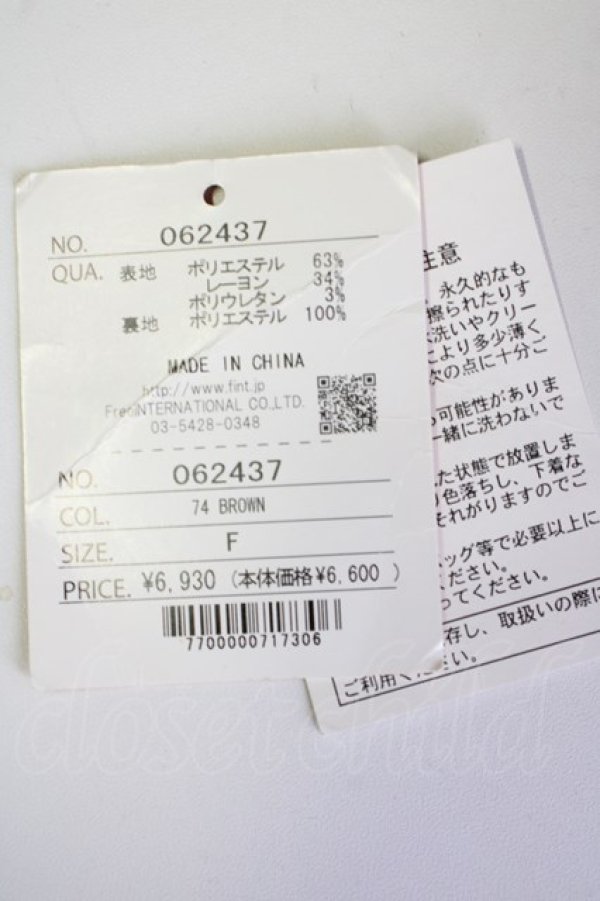 NO. 062437
QUA. 表地 ポリエステル 63%
レーヨン 34%
ポリウレタン 3%
裏地 ポリエステル 100%
MADE IN CHINA
http://www.fint.jp
FreeINTERNATIONAL CO.,LTD.
03-5428-0348
NO. 062437
COL. 74 BROWN
SIZE. F
PRICE. ¥6,930 (本体価格¥6,600 )
7700000717306
注意
、永久的なも
擦られたりす
洗いやクリー
により多少薄く
次の点に十分ご
可能性がありま
一緒に洗わないで
た状態で放置しま
色落ちし、下着な
それがりますのでご
ッグ等で必要以上に
ください。
ってください。
存し、取扱いの際に
ご利用ください。
closetchild